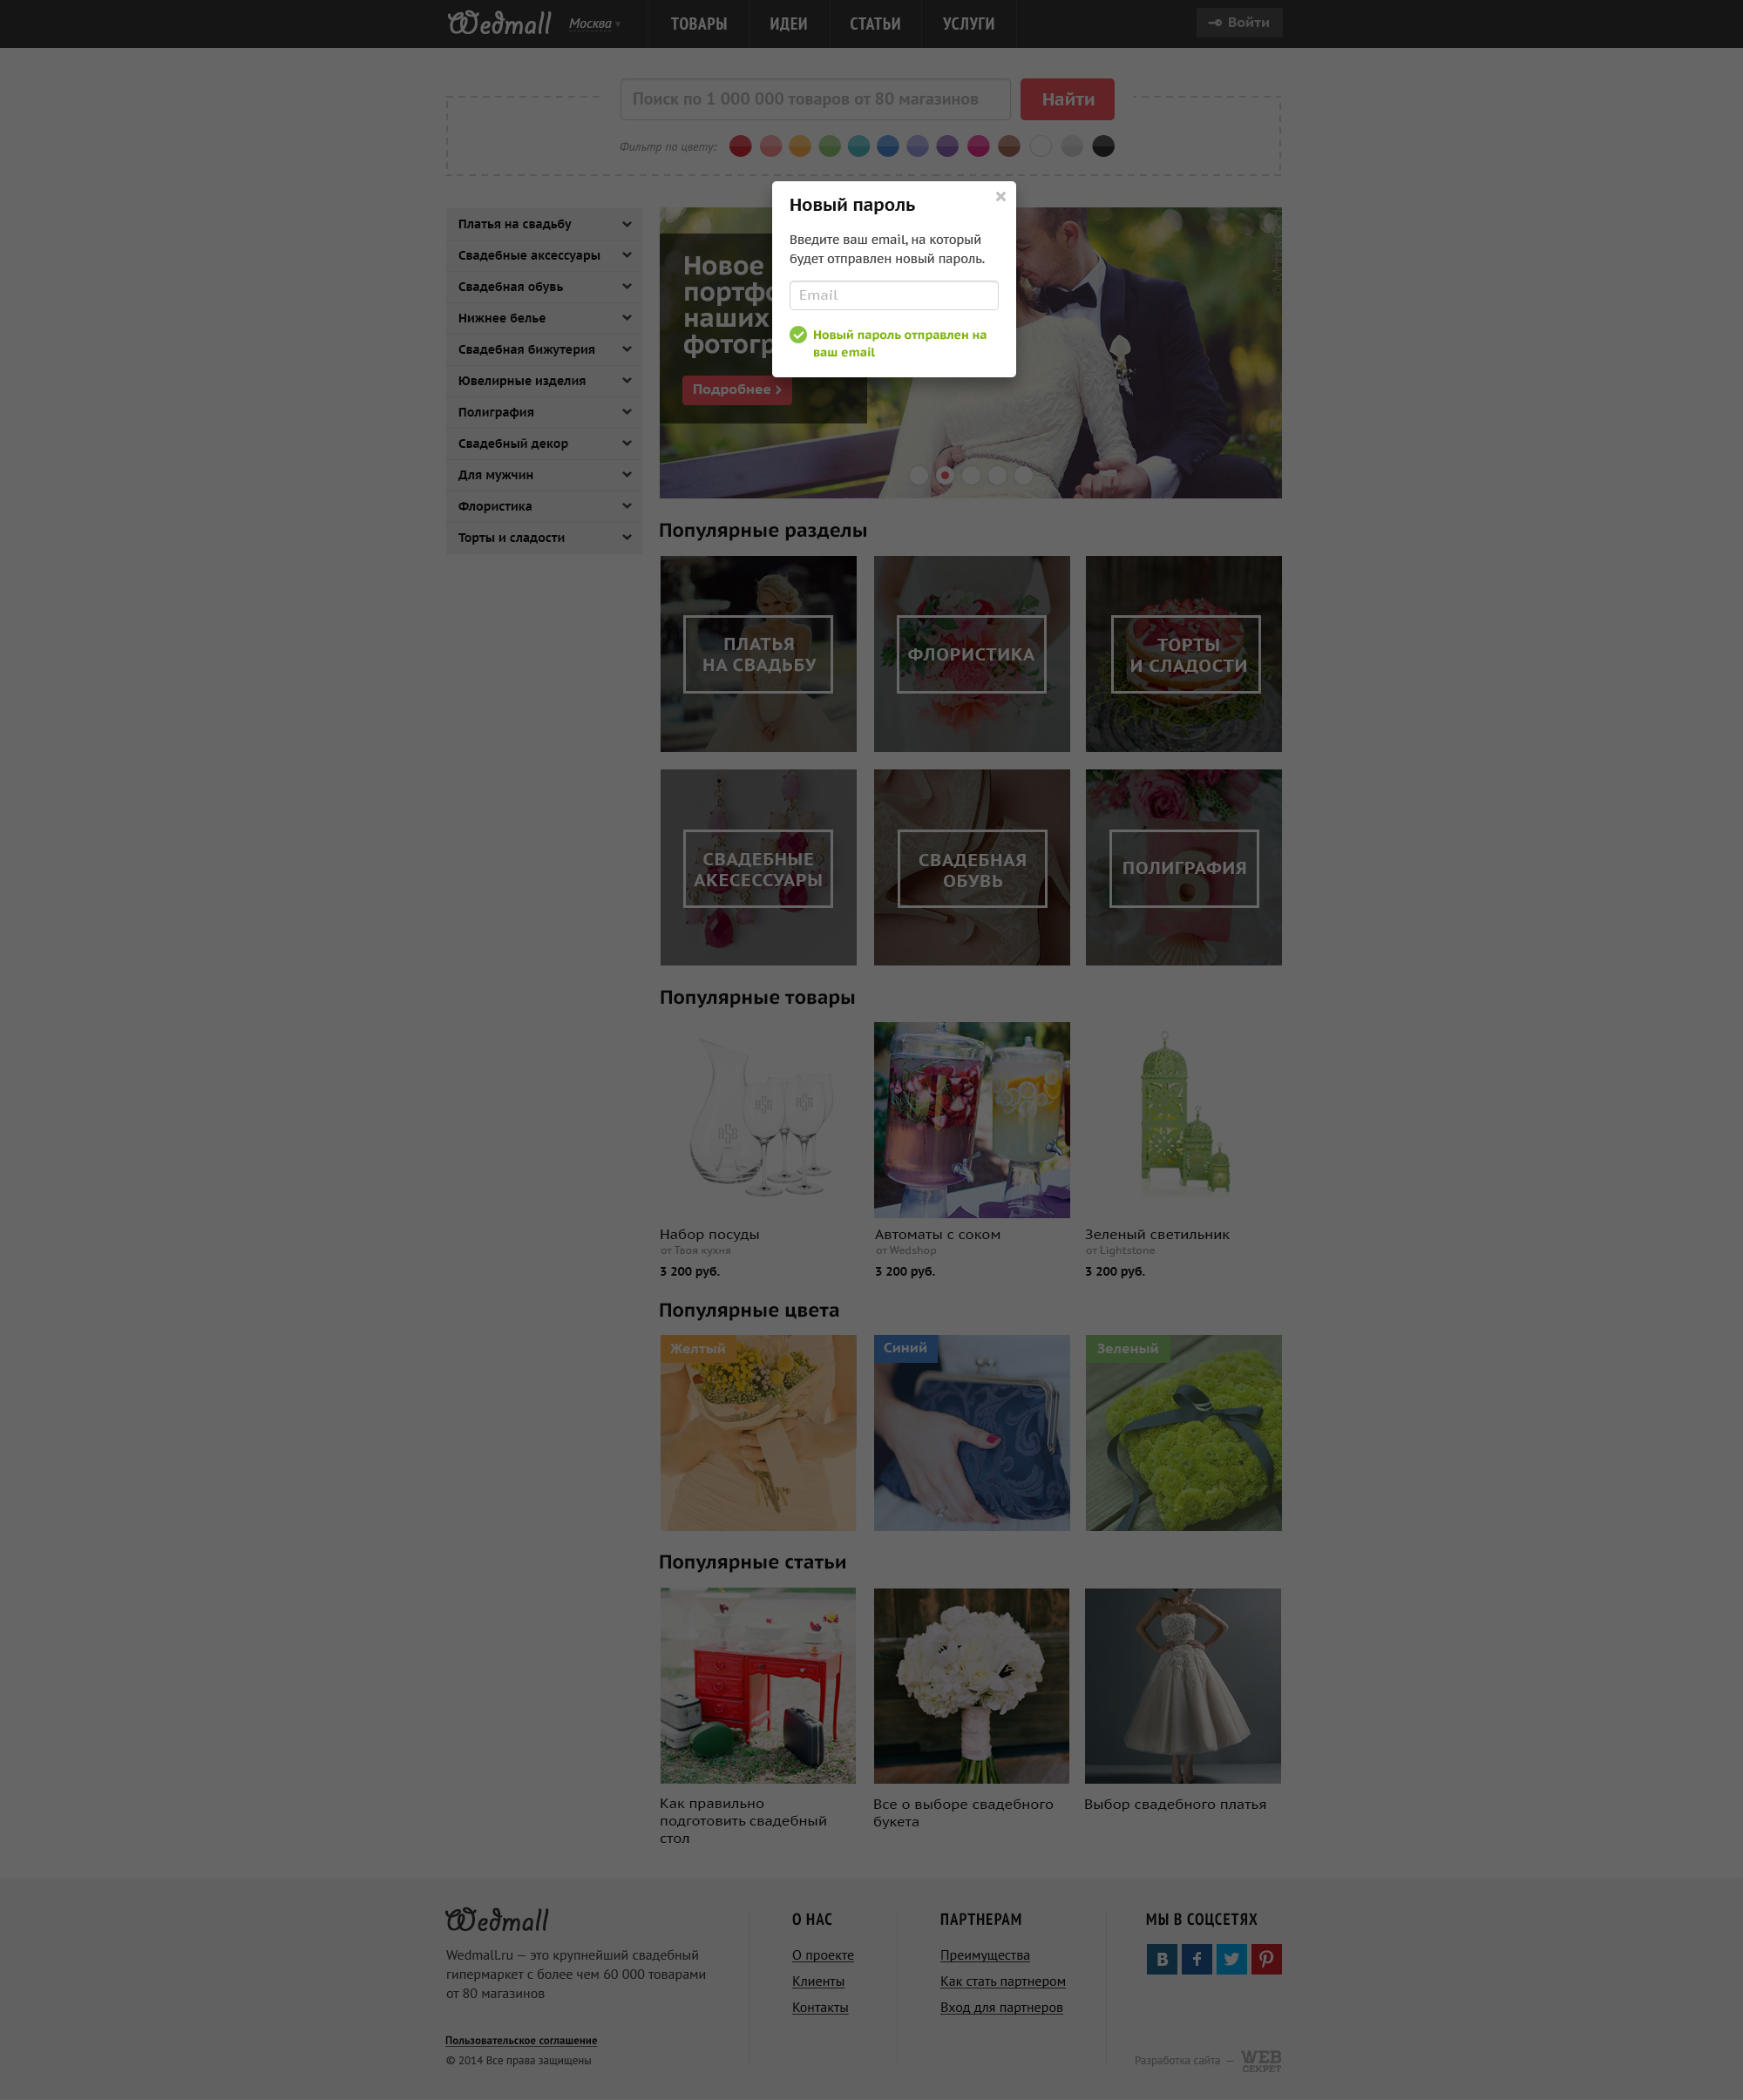 Wedmall
Москва
ТОВАРЫ
ИДЕИ
СТАТЬИ
УСЛУГИ
Войти
Поиск по 1 000 000 товаров от 80 магазинов
Найти
Фильтр по цвету:
Новый пароль
Введите ваш email, на который
будет отправлен новый пароль.
Email
Новый пароль отправлен на
ваш email
Платья на свадьбу
Свадебные аксессуары
Свадебная обувь
Нижнее белье
Свадебная бижутерия
Ювелирные изделия
Полиграфия
Свадебный декор
Для мужчин
Флористика
Торты и сладости
Новое
наших
Подробнее
Популярные разделы
ПЛАТЬЯ
НА СВАДЬБУ
ФЛОРИСТИКА
ТОРТЫ
И СЛАДОСТИ
СВАДЕБНЫЕ
АКЕСЕССУАРЫ
СВАДЕБНАЯ
ОБУВЬ
ПОЛИГРАФИЯ
Популярные товары
Набор посуды
от Твоя кухня
3 200 руб.
Автоматы с соком
от Wedshop
3 200 руб.
Зеленый светильник
от Lightstone
3 200 руб.
Популярные цвета
Желтый
Синий
Зеленый
Популярные статьи
Как правильно
подготовить свадебный
стол
Все о выборе свадебного
букета
Выбор свадебного платья
Wedmall
Wedmall.ru — это крупнейший свадебный
гипермаркет с более чем 60 000 товарами
от 80 магазинов
Пользовательское соглашение
© 2014 Все права защищены
О НАС
О проекте
Клиенты
Контакты
ПАРТНЕРАМ
Преимущества
Как стать партнером
Вход для партнеров
МЫ В СОЦСЕТЯХ
Разработка сайта —
WEB
СЕКРЕТ